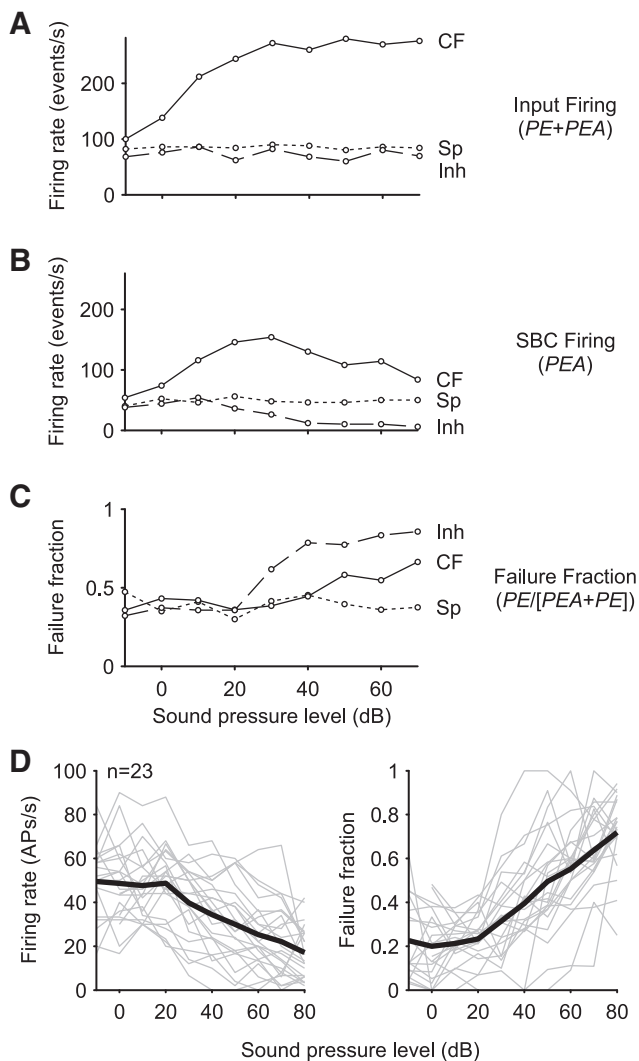 A
Firing rate (events/s)
200
100
0
CF
Sp
Inh
Input Firing
(PE+PEA)
B
Firing rate (events/s)
200
100
0
CF
Sp
Inh
SBC Firing
(PEA)
C
Failure fraction
1
0.5
0
Inh
CF
Sp
Failure Fraction
(PE/[PEA+PE])
0 20 40 60
Sound pressure level (dB)
D
n=23
Firing rate (APs/s)
100
80
60
40
20
0
0 20 40 60 80
Failure fraction
1
0.8
0.6
0.4
0.2
0
0 20 40 60 80
Sound pressure level (dB)